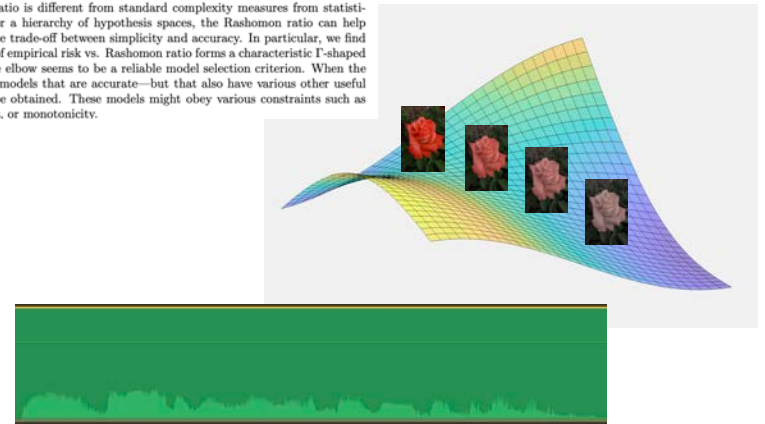 atio is different from standard complexity measures from statisti-
r a hierarchy of hypothesis spaces, the Rashomon ratio can help
e trade-off between simplicity and accuracy. In particular, we find
f empirical risk vs. Rashomon ratio forms a characteristic Γ-shaped
e elbow seems to be a reliable model selection criterion. When the
models that are accurate—but that also have various other useful
e obtained. These models might obey various constraints such as
, or monotonicity.